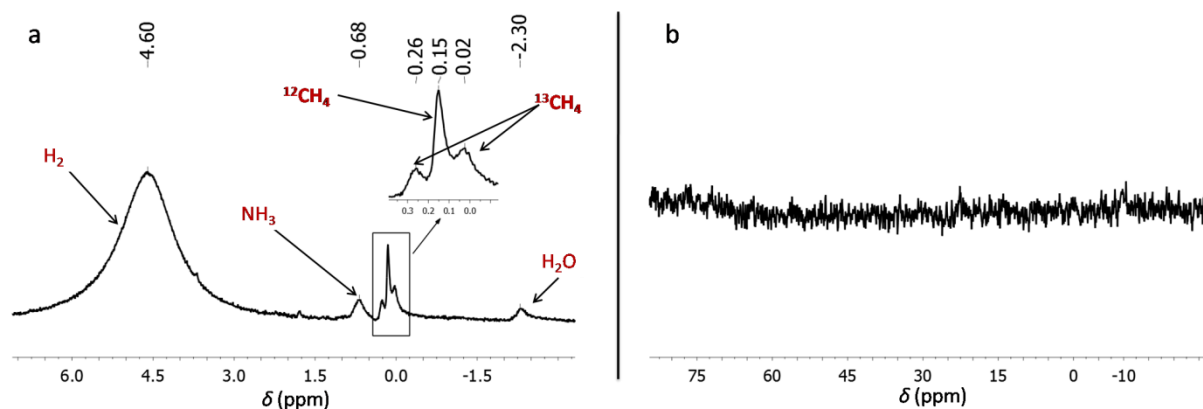 a
-4.60
-0.68
-0.26
-0.15
-0.02
-2.30
¹²CH₄
¹³CH₄
H₂
NH₃
H₂O
0.3 0.2 0.1 0.0
6.0 4.5 3.0 1.5 0.0 -1.5
δ (ppm)
b
75 60 45 30 15 0 -10
δ (ppm)